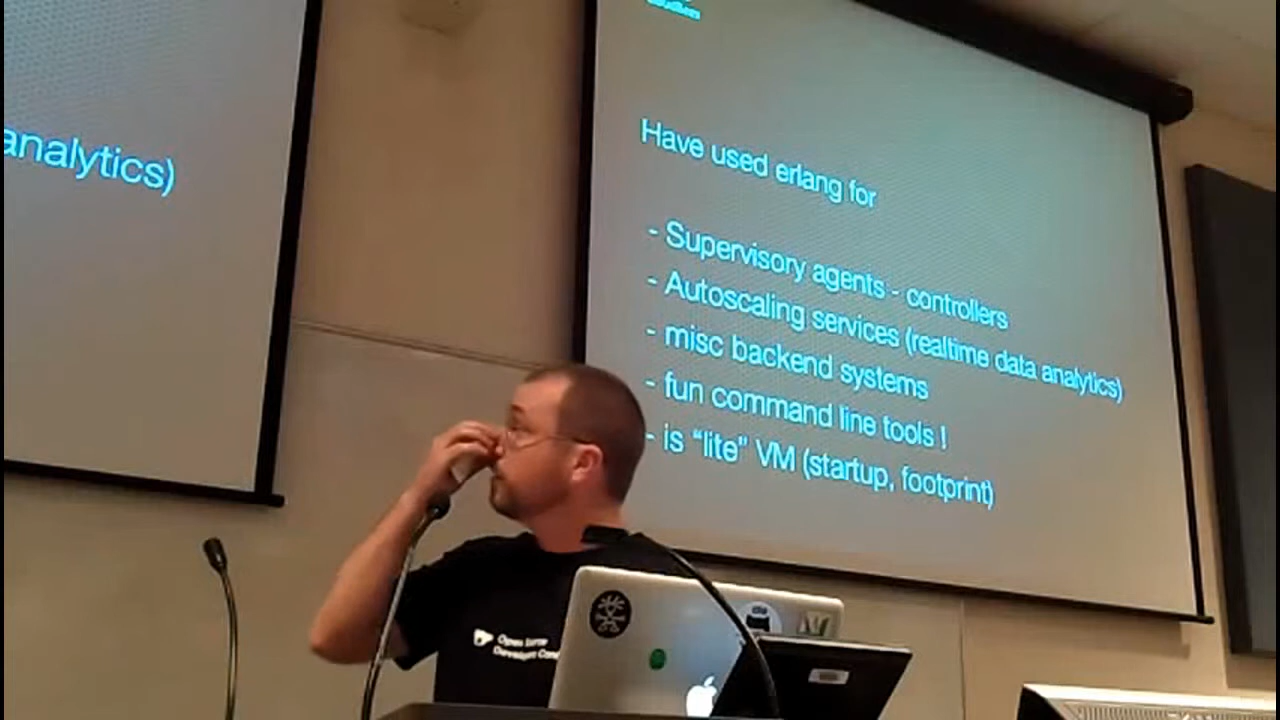 analytics)
Have used erlang for
- Supervisory agents - controllers
- Autoscaling services (realtime data analytics)
- misc backend systems
- fun command line tools !
- is "lite" VM (startup, footprint)
Open